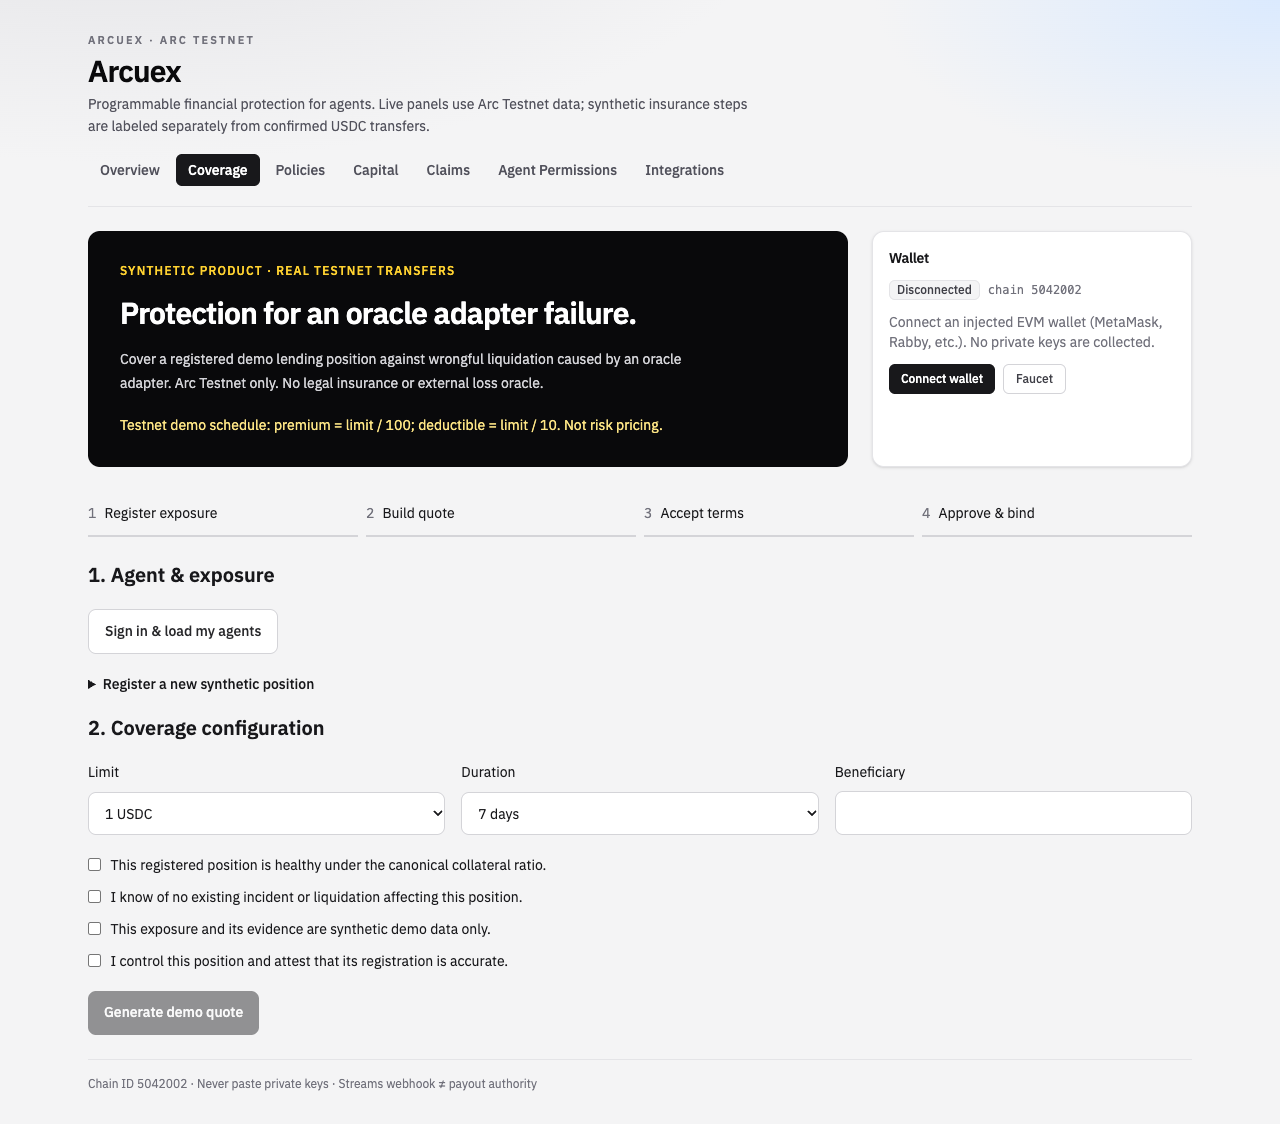 ARCUEX · ARC TESTNET
Arcuex
Programmable financial protection for agents. Live panels use Arc Testnet data; synthetic insurance steps
are labeled separately from confirmed USDC transfers.
Overview
Coverage
Policies
Capital
Claims
Agent Permissions
Integrations
SYNTHETIC PRODUCT · REAL TESTNET TRANSFERS
Protection for an oracle adapter failure.
Cover a registered demo lending position against wrongful liquidation caused by an oracle
adapter. Arc Testnet only. No legal insurance or external loss oracle.
Testnet demo schedule: premium = limit / 100; deductible = limit / 10. Not risk pricing.
Wallet
Disconnected chain 5042002
Connect an injected EVM wallet (MetaMask,
Rabby, etc.). No private keys are collected.
Connect wallet
Faucet
1 Register exposure
2 Build quote
3 Accept terms
4 Approve & bind
1. Agent & exposure
Sign in & load my agents
Register a new synthetic position
2. Coverage configuration
Limit
Duration
Beneficiary
1 USDC
7 days
This registered position is healthy under the canonical collateral ratio.
I know of no existing incident or liquidation affecting this position.
This exposure and its evidence are synthetic demo data only.
I control this position and attest that its registration is accurate.
Generate demo quote
Chain ID 5042002 · Never paste private keys · Streams webhook ≠ payout authority